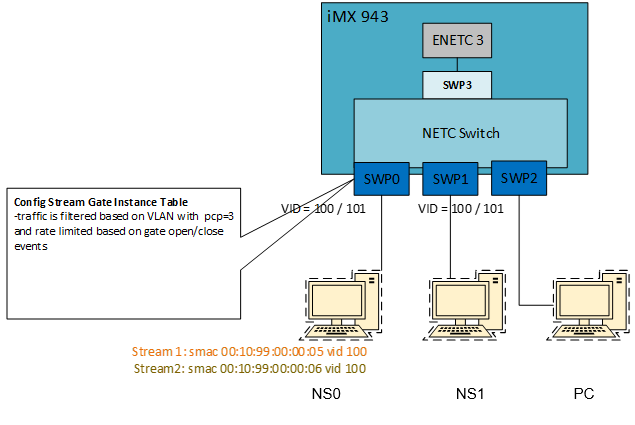 iMX 943
ENETC 3
SWP3
NETC Switch
SWP0
SWP1
SWP2
Config Stream Gate Instance Table
-traffic is filtered based on VLAN with pcp=3
and rate limited based on gate open/close
events
VID = 100 / 101
VID = 100/101
Stream 1: smac 00:10:99:00:00:05 vid 100
Stream2: smac 00:10:99:00:00:06 vid 100
NS0
NS1
PC